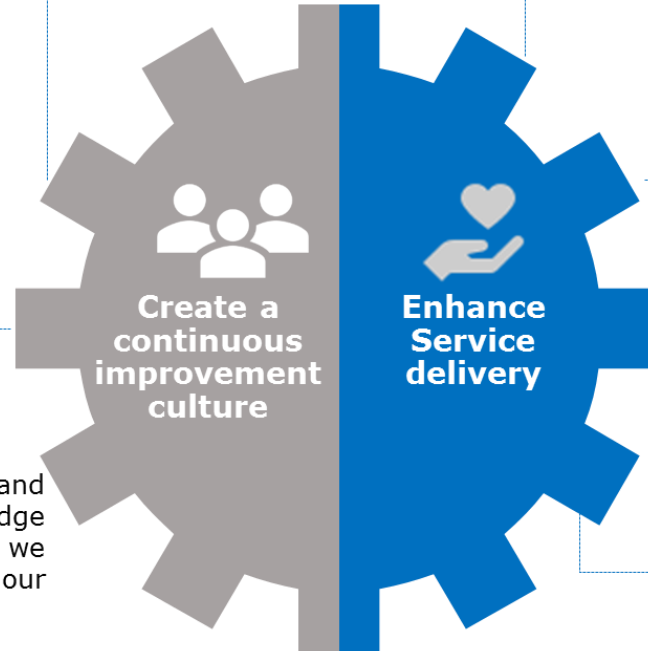 Create a
continuous
improvement
culture
Enhance
Service
delivery
and
dge
we
our